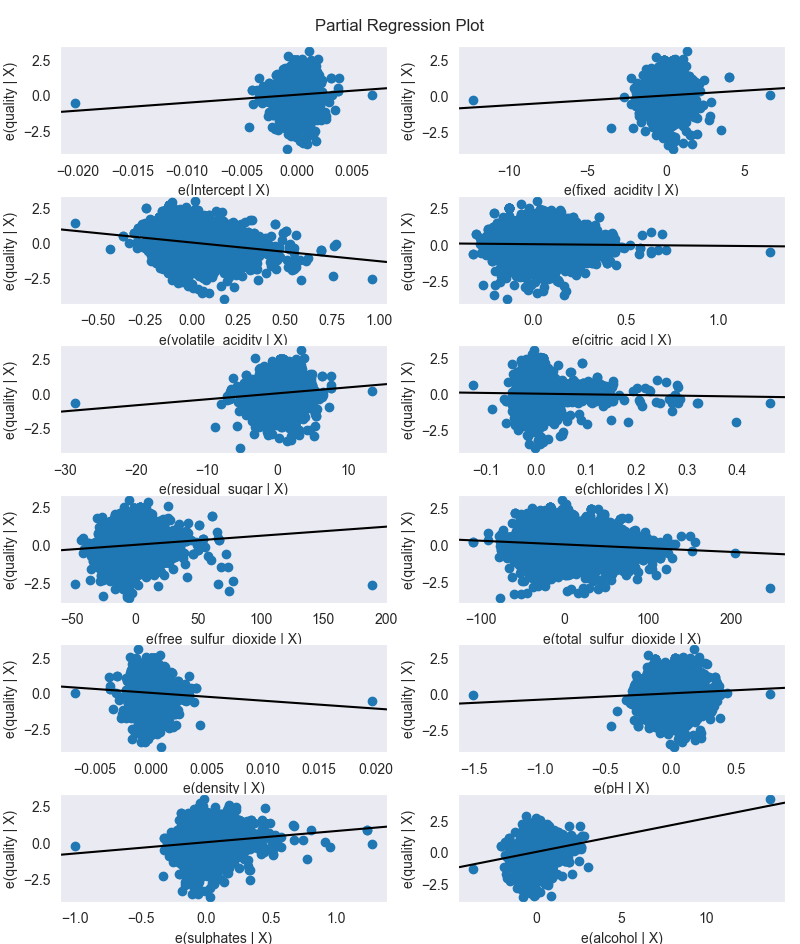 Partial Regression Plot
e(quality | X)
2.5
0.0
−2.5
−0.020 −0.015 −0.010 −0.005 0.000 0.005
e(Intercept | X)
e(quality | X)
2.5
0.0
−2.5
−10 −5 0 5
e(fixed_acidity | X)
e(quality | X)
2.5
0.0
−2.5
−0.50 −0.25 0.00 0.25 0.50 0.75 1.00
e(volatile_acidity | X)
e(quality | X)
2.5
0.0
−2.5
0.0 0.5 1.0
e(citric_acid | X)
e(quality | X)
2.5
0.0
−2.5
−30 −20 −10 0 10
e(residual_sugar | X)
e(quality | X)
2.5
0.0
−2.5
−0.1 0.0 0.1 0.2 0.3 0.4
e(chlorides | X)
e(quality | X)
2.5
0.0
−2.5
−50 0 50 100 150 200
e(free_sulfur_dioxide | X)
e(quality | X)
2.5
0.0
−2.5
−100 0 100 200
e(total_sulfur_dioxide | X)
e(quality | X)
2.5
0.0
−2.5
−0.005 0.000 0.005 0.010 0.015 0.020
e(density | X)
e(quality | X)
2.5
0.0
−2.5
−1.5 −1.0 −0.5 0.0 0.5
e(pH | X)
e(quality | X)
2.5
0.0
−2.5
−1.0 −0.5 0.0 0.5 1.0
e(sulphates | X)
e(quality | X)
2.5
0.0
−2.5
0 5 10
e(alcohol | X)